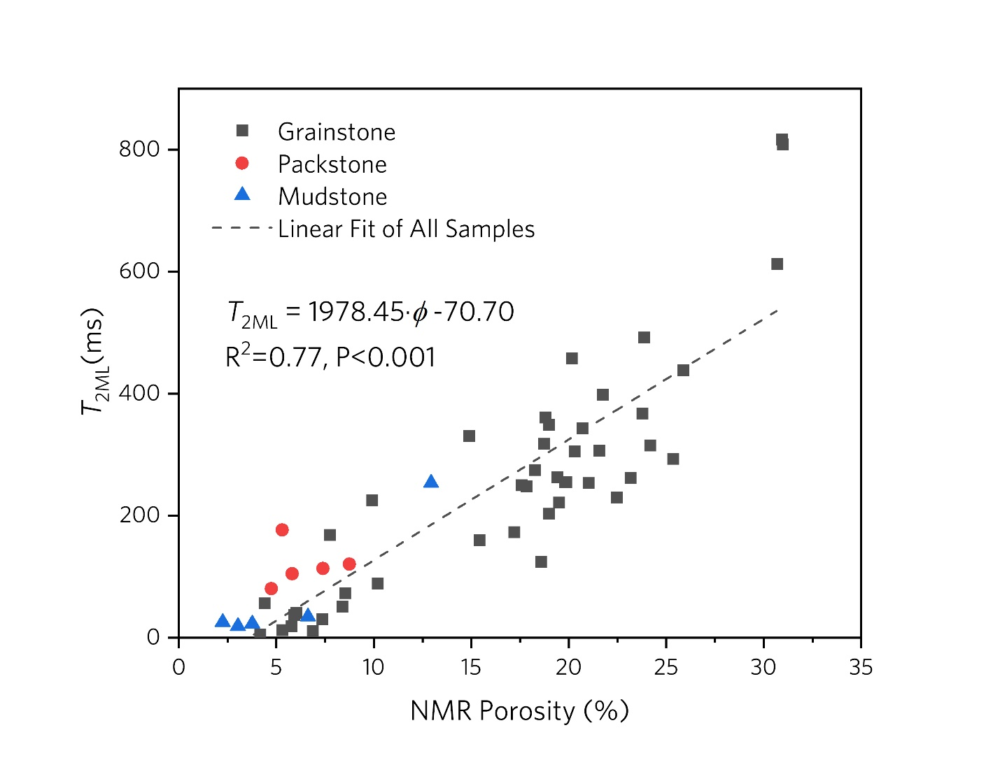 Grainstone
Packstone
Mudstone
Linear Fit of All Samples
T2ML = 1978.45·ϕ -70.70
R²=0.77, P<0.001
T2ML(ms)
800
600
400
200
0
0 5 10 15 20 25 30 35
NMR Porosity (%)